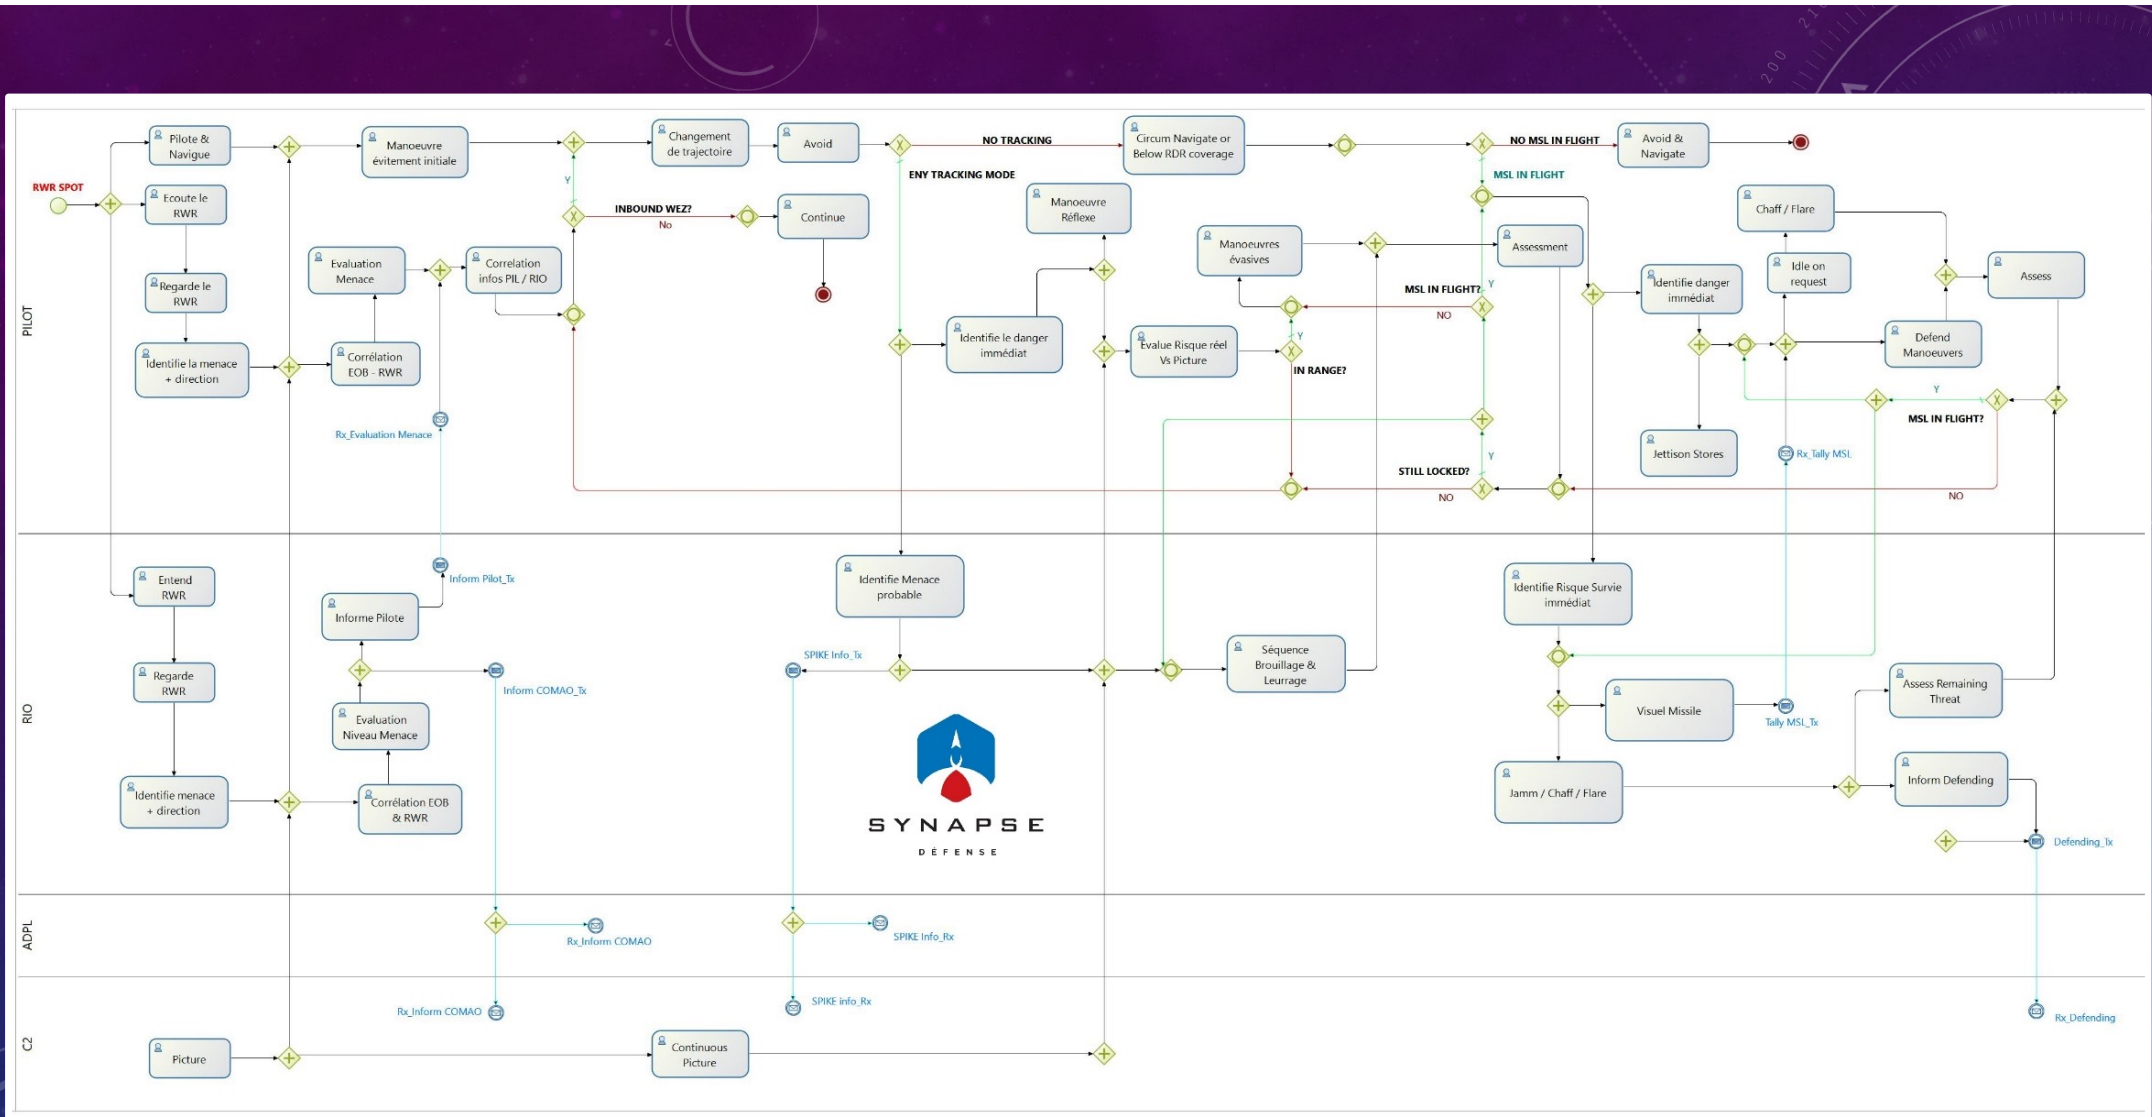 200
210
Pilote &
Navigue
Manoeuvre
évitement initiale
Changement
de trajectoire
Avoid
NO TRACKING
Circum Navigate or
Below RDR coverage
NO MSL IN FLIGHT
Avoid &
Navigate
RWR SPOT
Ecoute le
RWR
Y
INBOUND WEZ?
No
Continue
ENY TRACKING MODE
Manoeuvre
Réflexe
MSL IN FLIGHT
Chaff / Flare
Evaluation
Menace
Correlation
infos PIL / RIO
Manoeuvres
évasives
Assessment
Regarde le
RWR
Identifie danger
immédiat
Idle on
request
Assess
MSL IN FLIGHT?
Y
NO
PILOT
Identifie la menace
+ direction
Corrélation
EOB - RWR
Identifie le danger
immédiat
Evalue Risque réel
Vs Picture
Y
IN RANGE?
Defend
Manoeuvers
Y
MSL IN FLIGHT?
Rx_Evaluation Menace
Jettison Stores
Rx_Tally MSL
Y
STILL LOCKED?
NO
NO
Entend
RWR
Inform Pilot_Tx
Informe Pilote
Identifie Menace
probable
Identifie Risque Survie
immédiat
Regarde
RWR
Inform COMAO_Tx
SPIKE Info_Tx
Séquence
Brouillage &
Leurrage
Assess Remaining
Threat
RIO
Evaluation
Niveau Menace
Visuel Missile
Tally MSL_Tx
Identifie menace
+ direction
Corrélation EOB
& RWR
SYNAPSE
DÉFENSE
Jamm / Chaff / Flare
Inform Defending
Defending_Tx
ADPL
Rx_Inform COMAO
SPIKE Info_Rx
C2
Rx_Inform COMAO
SPIKE info_Rx
Rx_Defending
Picture
Continuous
Picture